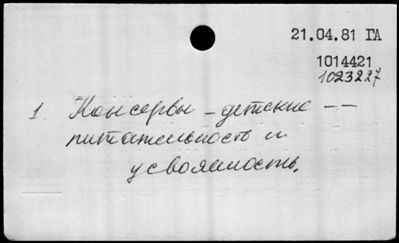 21.04.81 ГА
1014421
1023227
1 Консервы – детские – –
питательность и
усвояемость.